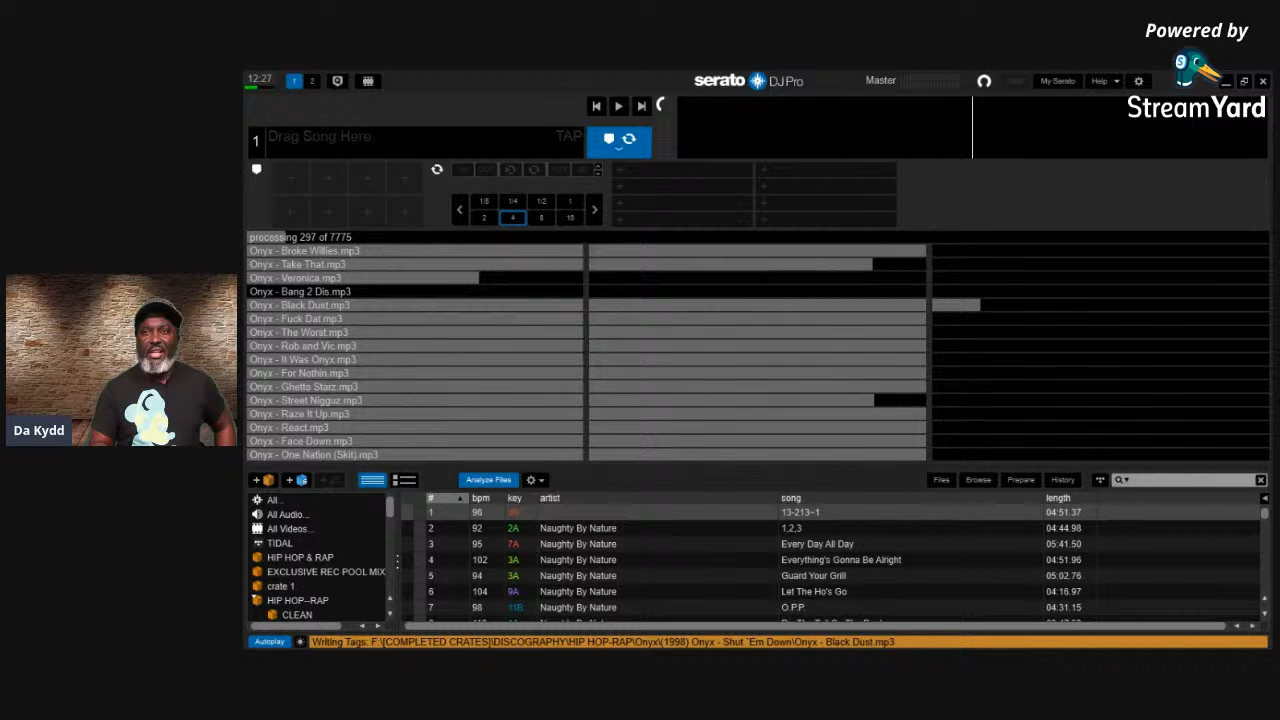 Powered by
StreamYard
12:27
1 2
serato DJ Pro
Master
My Serato
Help
1
Drag Song Here
TAP
1/8 1/4 1/2 1
2 4 8 16
processing 297 of 7775
Onyx - Broke Willies.mp3
Onyx - Take That.mp3
Onyx - Veronica.mp3
Onyx - Bang 2 Dis.mp3
Onyx - Black Dust.mp3
Onyx - Fuck Dat.mp3
Onyx - The Worst.mp3
Onyx - Rob and Vic.mp3
Onyx - It Was Onyx.mp3
Onyx - For Nothin.mp3
Onyx - Ghetto Starz.mp3
Onyx - Street Nigguz.mp3
Onyx - Raze It Up.mp3
Onyx - React.mp3
Onyx - Face Down.mp3
Onyx - One Nation (Skit).mp3
Da Kydd
Analyze Files
Files Browse Prepare History
All...
All Audio...
All Videos...
TIDAL
HIP HOP & RAP
EXCLUSIVE REC POOL MIX
crate 1
HIP HOP--RAP
CLEAN
# bpm key artist song length
1 96 13-213~1 04:51.37
2 92 2A Naughty By Nature 1,2,3 04:44.98
3 95 7A Naughty By Nature Every Day All Day 05:41.50
4 102 3A Naughty By Nature Everything's Gonna Be Alright 04:51.96
5 94 3A Naughty By Nature Guard Your Grill 05:02.76
6 104 9A Naughty By Nature Let The Ho's Go 04:16.97
7 98 11B Naughty By Nature O.P.P. 04:31.15
Autoplay
Writing Tags: F:\[COMPLETED CRATES]\DISCOGRAPHY\HIP HOP-RAP\Onyx\(1998) Onyx - Shut `Em Down\Onyx - Black Dust.mp3